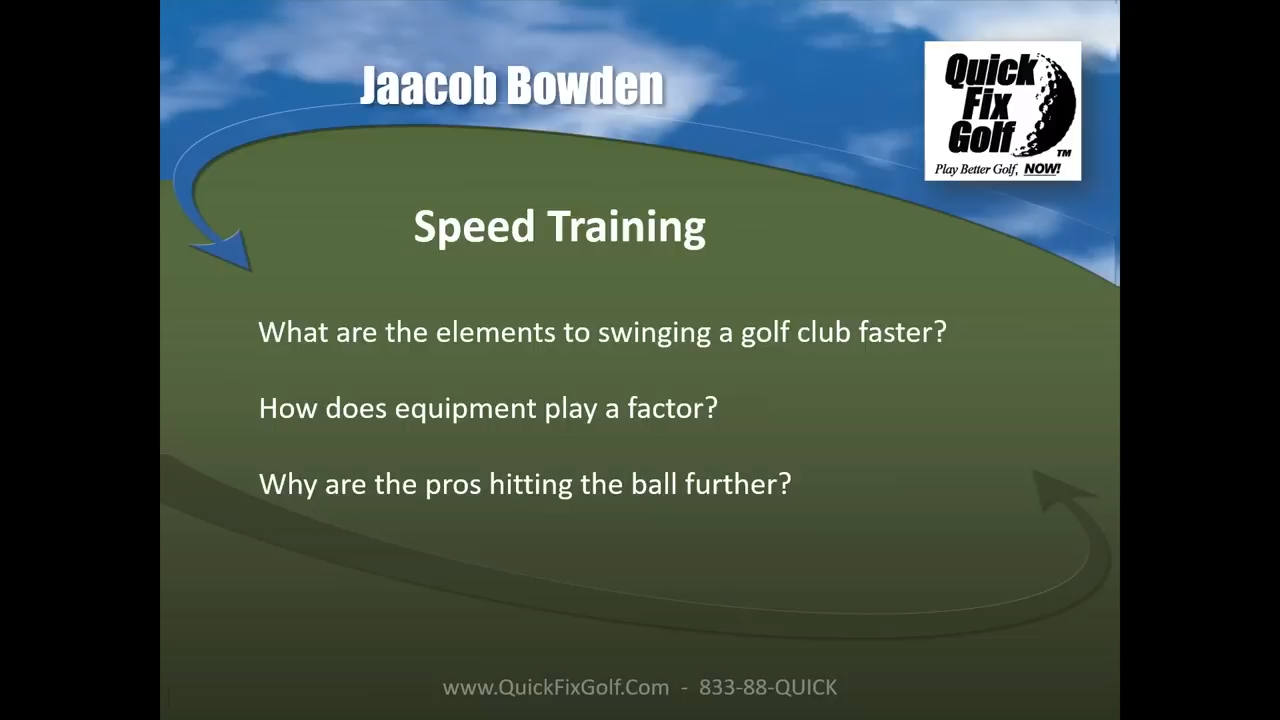 Jaacob Bowden
Quick
Fix
Golf
TM
Play Better Golf, NOW!
Speed Training
What are the elements to swinging a golf club faster?
How does equipment play a factor?
Why are the pros hitting the ball further?
www.QuickFixGolf.Com - 833-88-QUICK